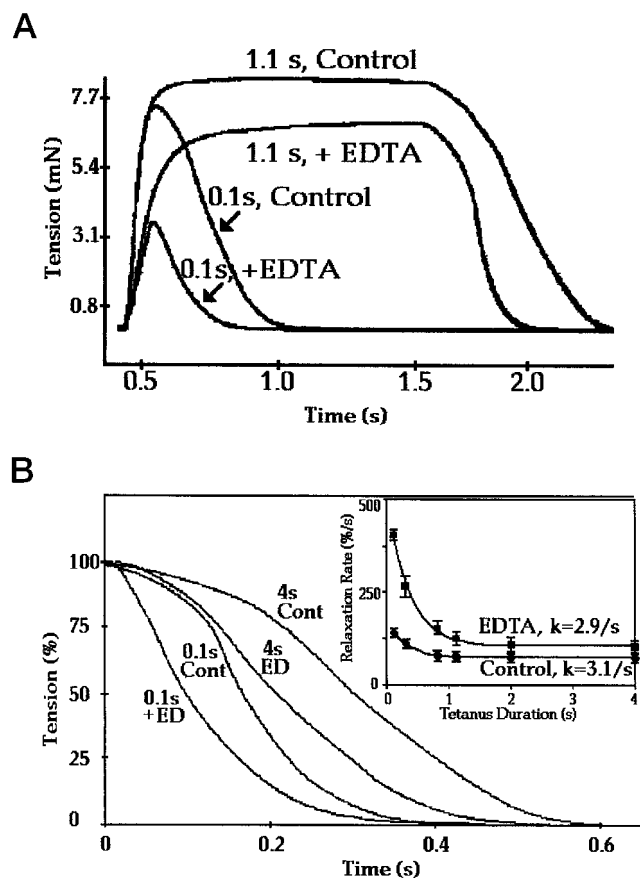 A
1.1 s, Control
7.7
1.1 s, + EDTA
5.4
0.1s, Control
3.1
0.1s, +EDTA
0.8
Tension (mN)
0.5
1.0
1.5
2.0
Time (s)
B
100
75
50
25
0
Tension (%)
4s
Cont
0.1s
Cont
4s
ED
0.1s
+ED
0
0.2
0.4
0.6
Time (s)
500
250
0
Relaxation Rate (%/s)
EDTA, k=2.9/s
Control, k=3.1/s
0
2
4
Tetanus Duration (s)